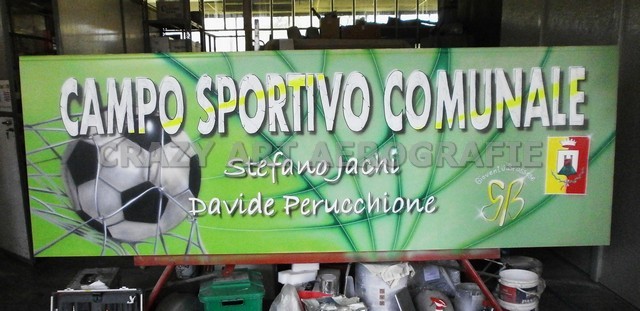 CAMPO SPORTIVO COMUNALE
CRAZY ART AEROGRAFIE
Stefano Jachi
Davide Perucchione